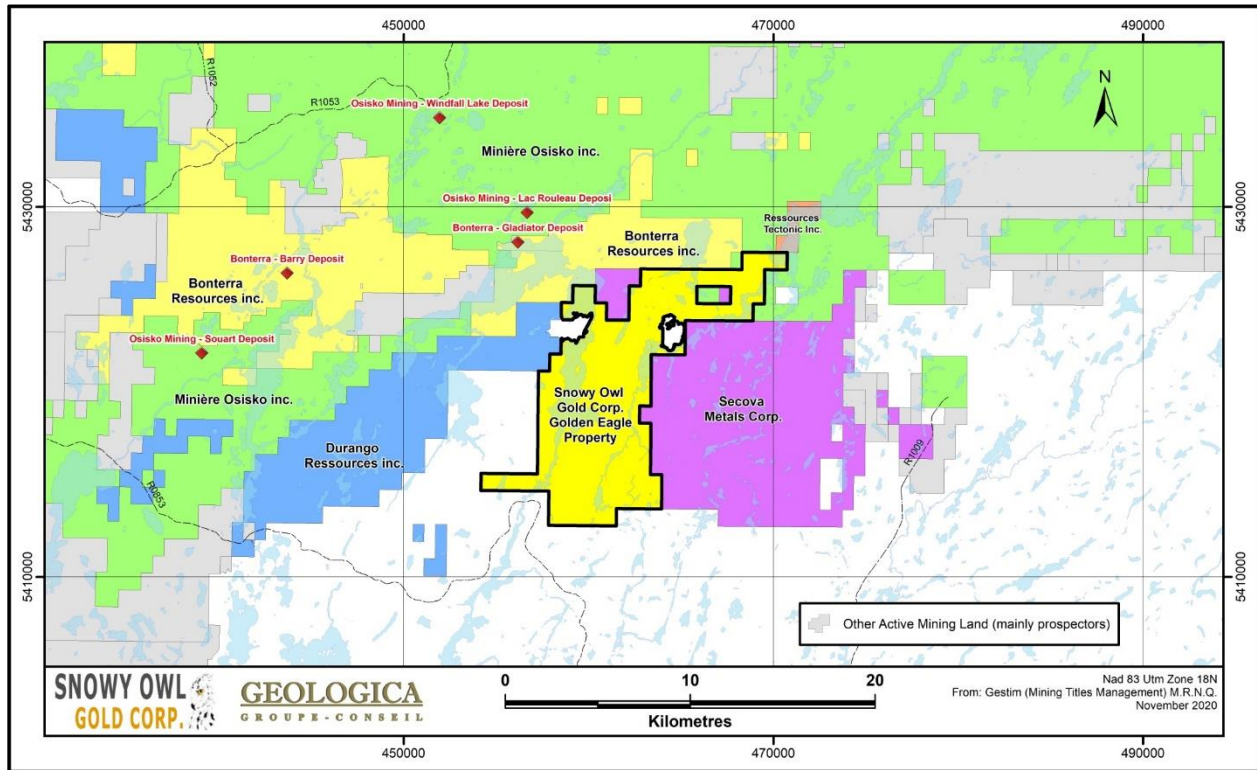 450000
470000
490000
R1052
N
R1053
Osisko Mining - Windfall Lake Deposit
Minière Osisko inc.
5430000
5430000
Osisko Mining - Lac Rouleau Deposi
Ressources
Tectonic Inc.
Bonterra - Gladiator Deposit
Bonterra
Resources inc.
Bonterra - Barry Deposit
Bonterra
Resources inc.
Osisko Mining - Souart Deposit
Minière Osisko inc.
Snowy Owl
Gold Corp.
Golden Eagle
Property
Secova
Metals Corp.
Durango
Ressources inc.
R1009
R0853
5410000
5410000
Other Active Mining Land (mainly prospectors)
SNOWY OWL
GOLD CORP.
GEOLOGICA
GROUPE-CONSEIL
0
10
20
Kilometres
Nad 83 Utm Zone 18N
From: Gestim (Mining Titles Management) M.R.N.Q.
November 2020
450000
470000
490000